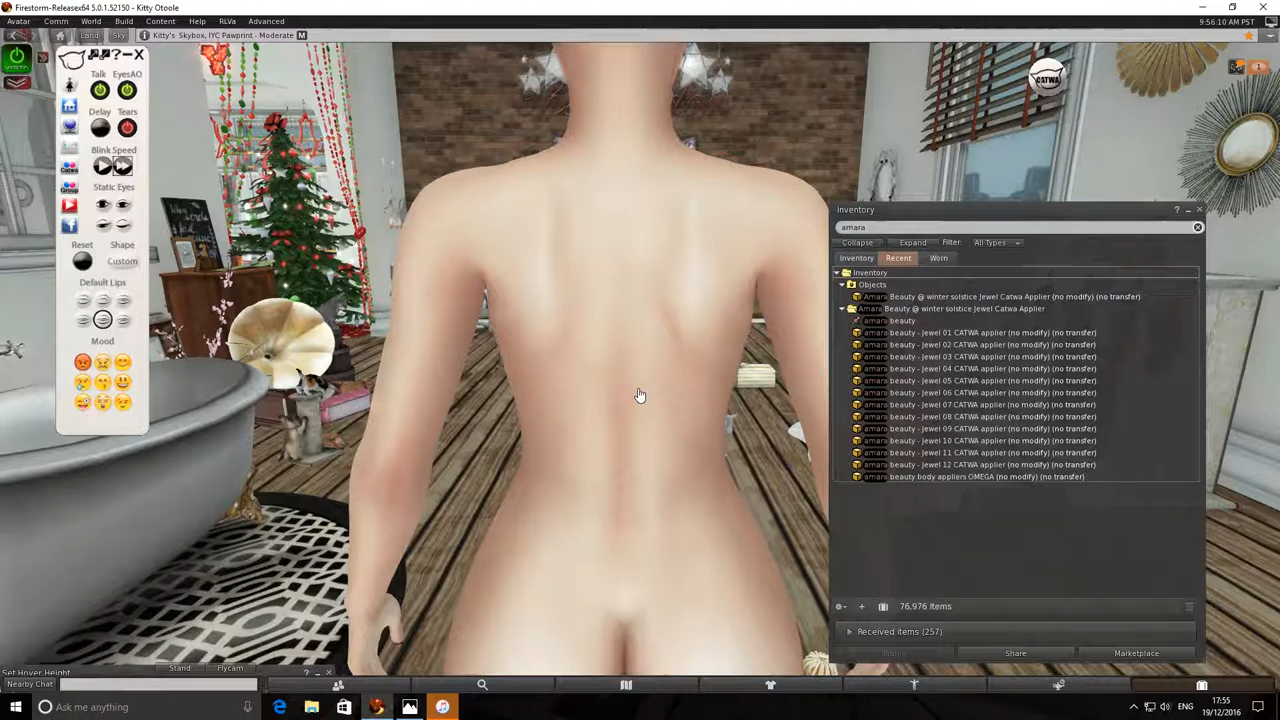 Firestorm-Releasex64 5.0.1.52150 - Kitty Otoole
Avatar Comm World Build Content Help RLVa Advanced
9:56:10 AM PST
Land Sky Kitty's. Skybox, IYC Pawprint - Moderate M
? - X
Talk EyesAO
Delay Tears
Blink Speed
Static Eyes
Catwa
Group
Reset Shape
Custom
Default Lips
Mood
CATWA
Inventory
amara
Collapse Expand Filter: All Types
Inventory Recent Worn
Inventory
Objects
Amara Beauty @ winter solstice Jewel Catwa Applier (no modify) (no transfer)
Amara Beauty @ winter solstice Jewel Catwa Applier
amara beauty
amara beauty - Jewel 01 CATWA applier (no modify) (no transfer)
amara beauty - Jewel 02 CATWA applier (no modify) (no transfer)
amara beauty - Jewel 03 CATWA applier (no modify) (no transfer)
amara beauty - Jewel 04 CATWA applier (no modify) (no transfer)
amara beauty - Jewel 05 CATWA applier (no modify) (no transfer)
amara beauty - Jewel 06 CATWA applier (no modify) (no transfer)
amara beauty - Jewel 07 CATWA applier (no modify) (no transfer)
amara beauty - Jewel 08 CATWA applier (no modify) (no transfer)
amara beauty - Jewel 09 CATWA applier (no modify) (no transfer)
amara beauty - Jewel 10 CATWA applier (no modify) (no transfer)
amara beauty - Jewel 11 CATWA applier (no modify) (no transfer)
amara beauty - Jewel 12 CATWA applier (no modify) (no transfer)
amara beauty body appliers OMEGA (no modify) (no transfer)
76,976 Items
Received items (257)
Share Marketplace
Set Hover Height
Stand Flycam
Nearby Chat
Ask me anything
ENG
17:55
19/12/2016